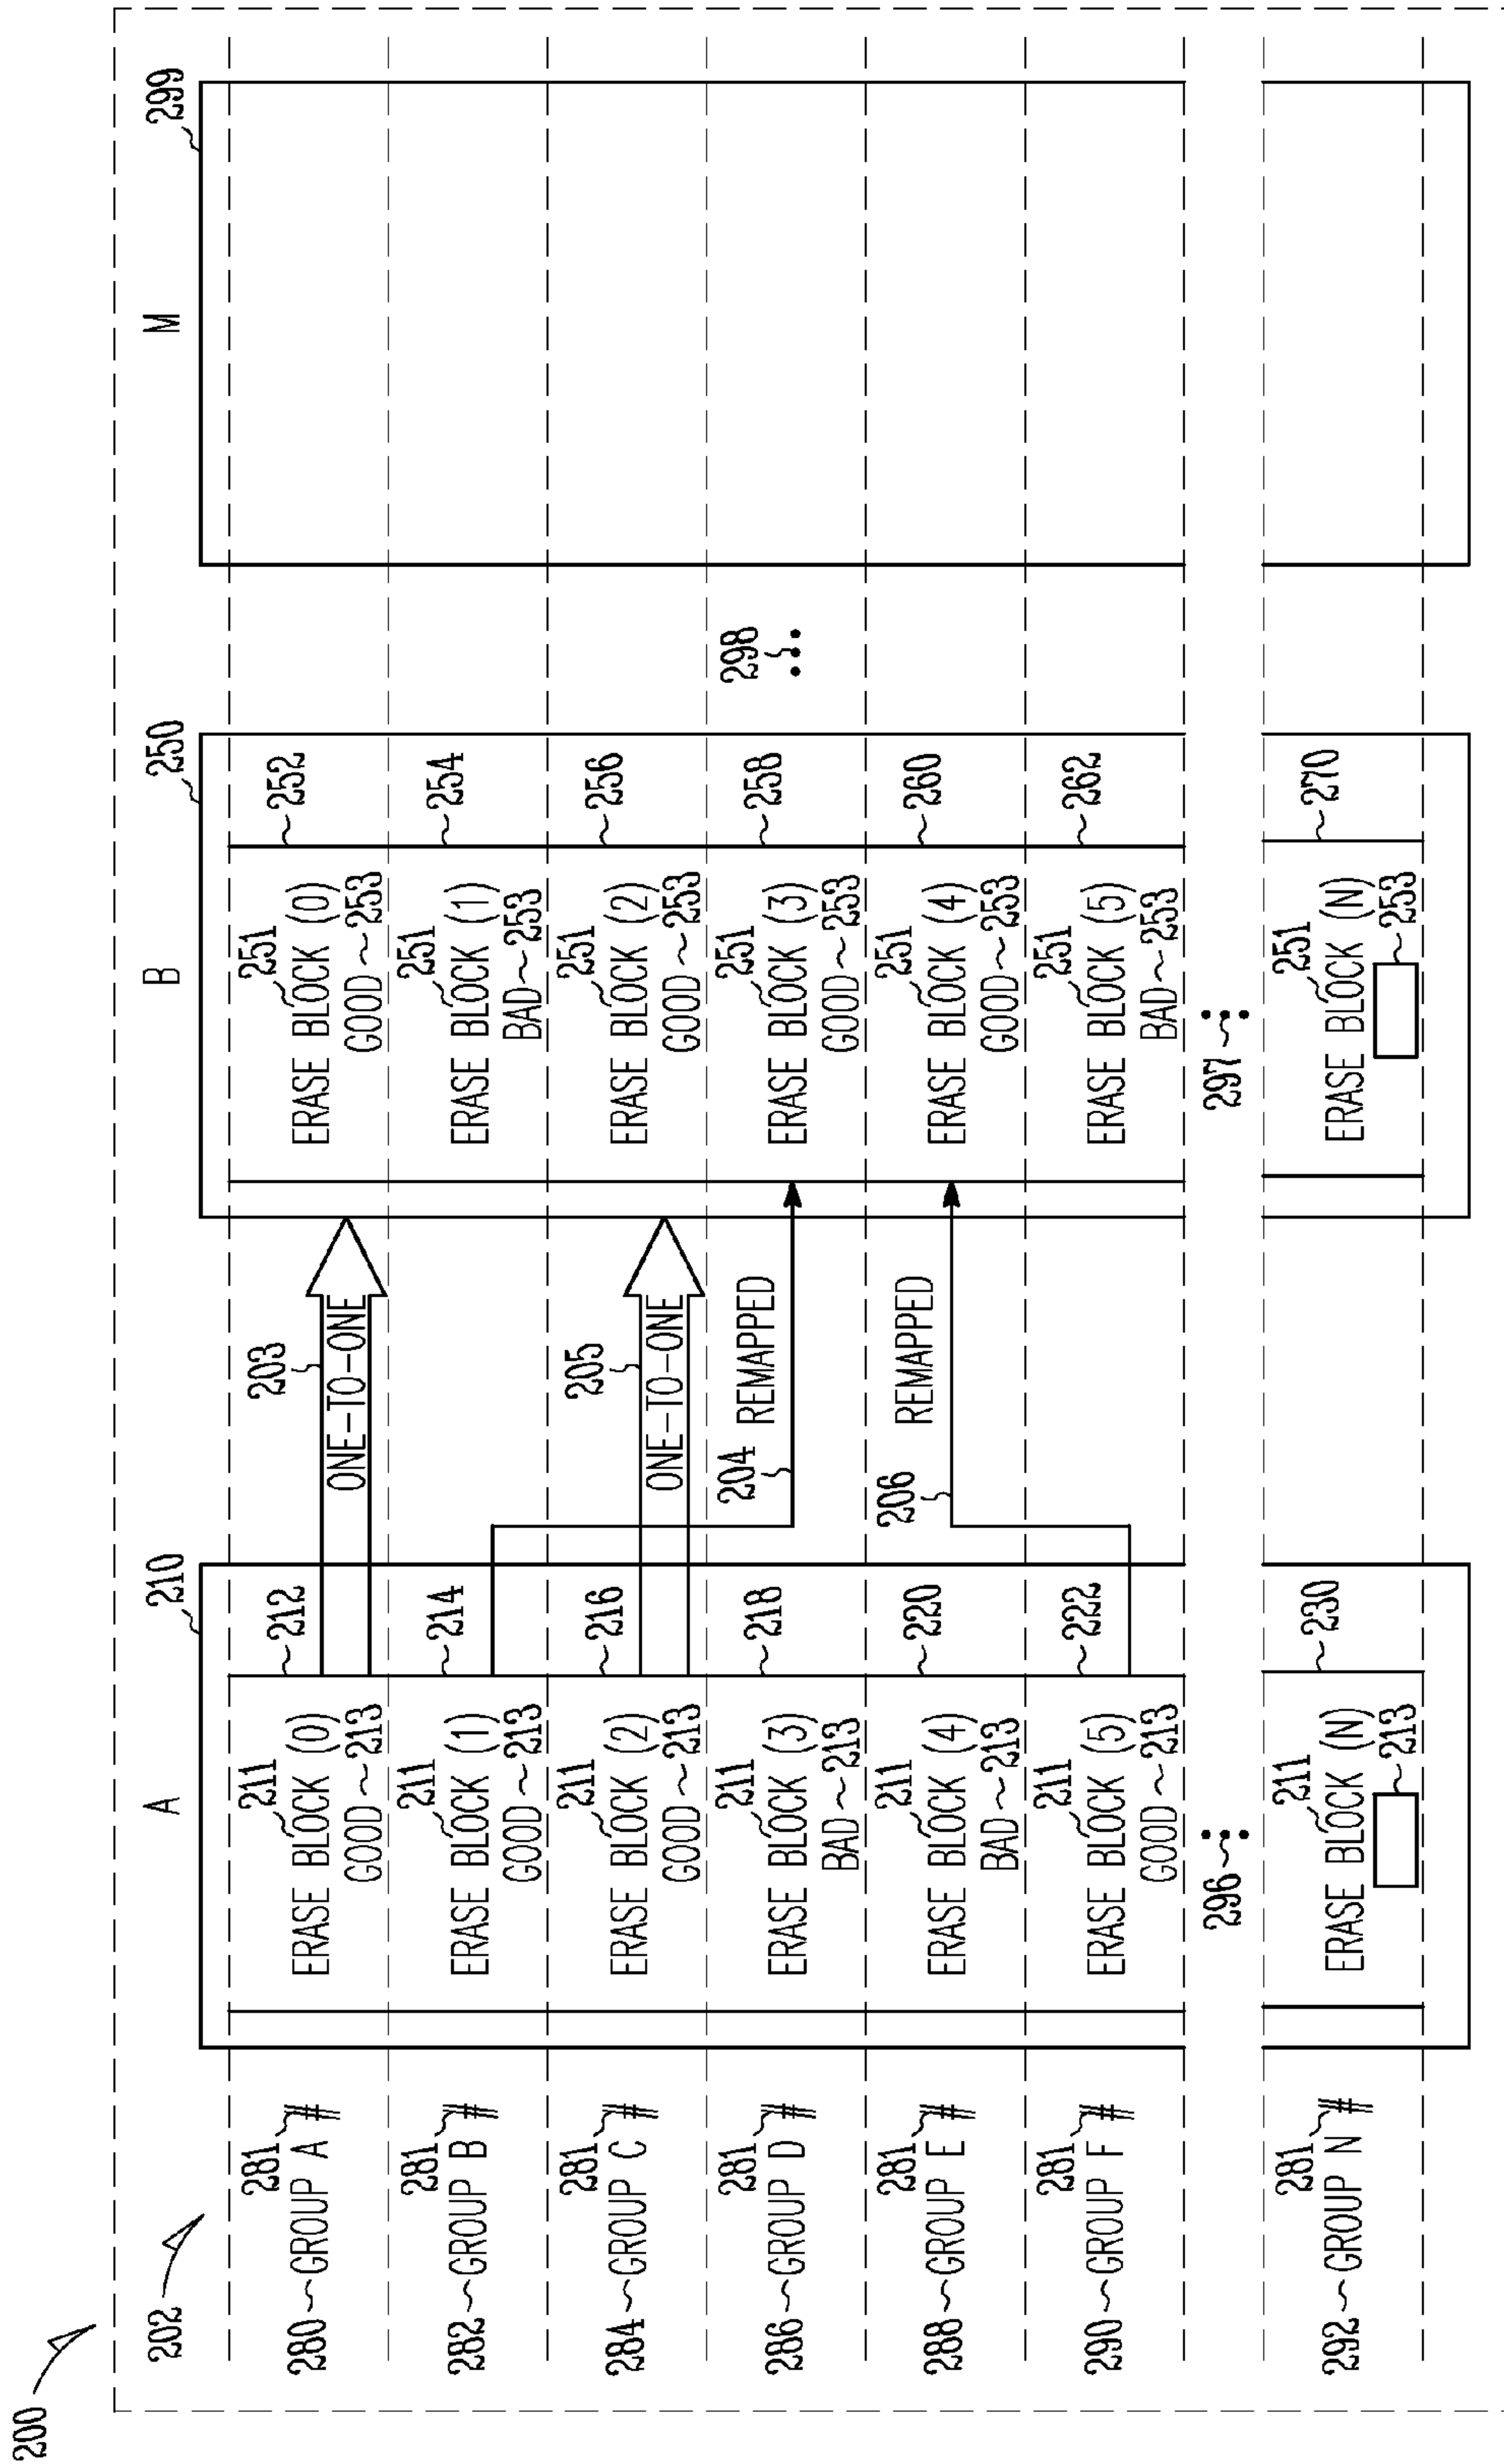 200
202
A
210
B
250
M
299
280 GROUP A # 281
ERASE BLOCK (0) 211
GOOD 213
212
203
ONE-TO-ONE
ERASE BLOCK (0) 251
GOOD 253
252
282 GROUP B # 281
ERASE BLOCK (1) 211
GOOD 213
214
ERASE BLOCK (1) 251
BAD 253
254
284 GROUP C # 281
ERASE BLOCK (2) 211
GOOD 213
216
205
ONE-TO-ONE
ERASE BLOCK (2) 251
GOOD 253
256
286 GROUP D # 281
ERASE BLOCK (3) 211
BAD 213
218
204 REMAPPED
ERASE BLOCK (3) 251
GOOD 253
258
298
288 GROUP E # 281
ERASE BLOCK (4) 211
BAD 213
220
206 REMAPPED
ERASE BLOCK (4) 251
GOOD 253
260
290 GROUP F # 281
ERASE BLOCK (5) 211
GOOD 213
222
ERASE BLOCK (5) 251
BAD 253
262
296
297
292 GROUP N # 281
ERASE BLOCK (N) 211
213
230
ERASE BLOCK (N) 251
253
270